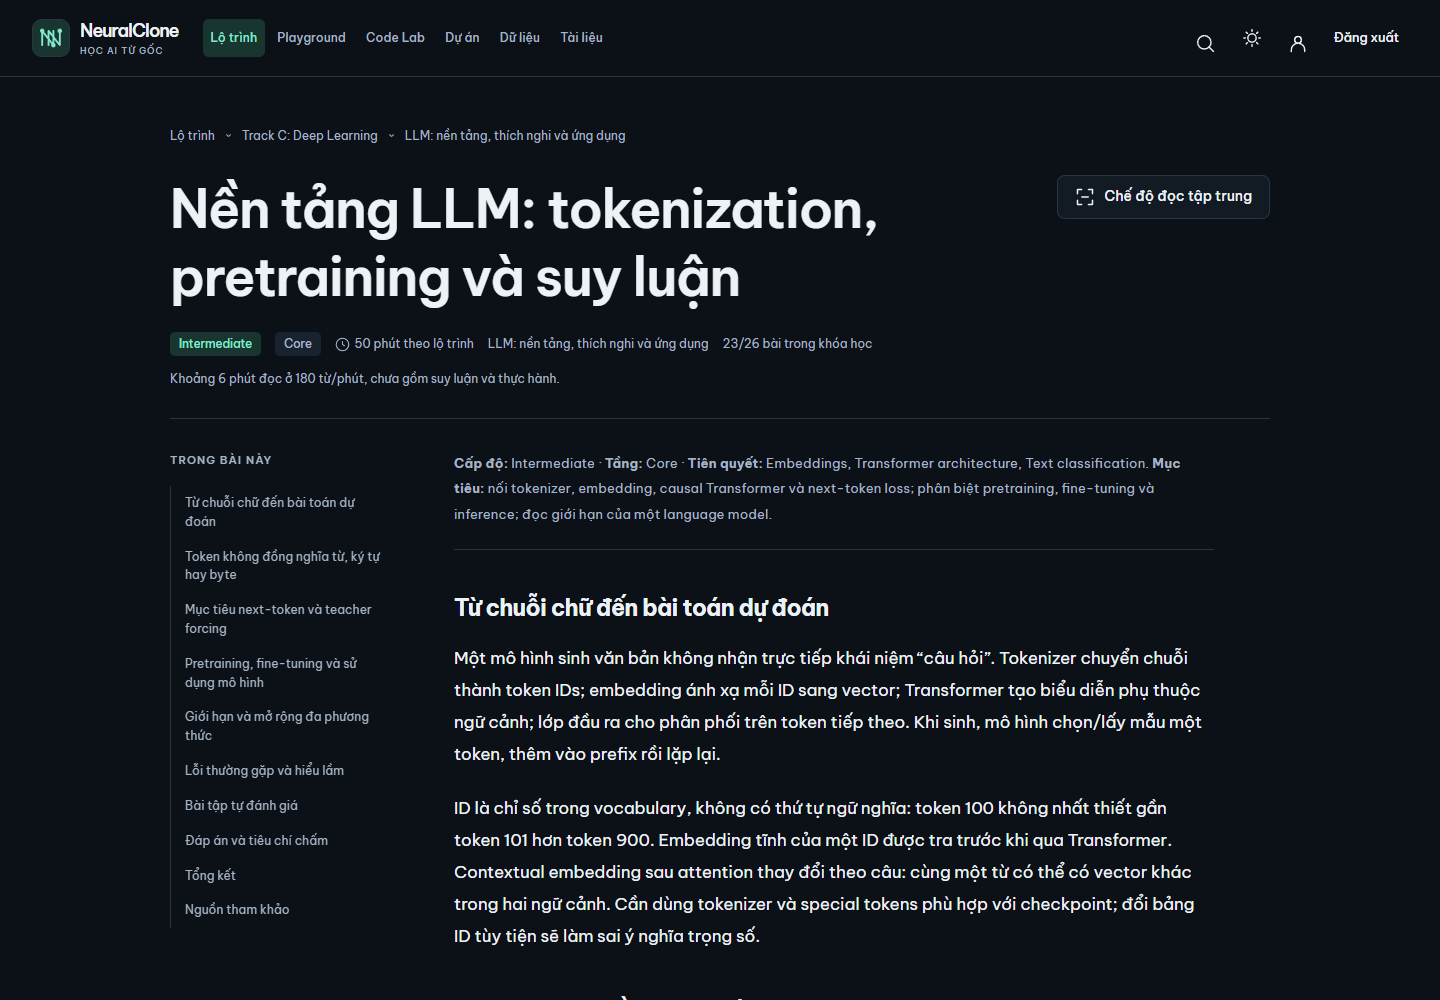 NeuralClone
HỌC AI TỪ GỐC
Lộ trình
Playground
Code Lab
Dự án
Dữ liệu
Tài liệu
Đăng xuất
Lộ trình
Track C: Deep Learning
LLM: nền tảng, thích nghi và ứng dụng
Nền tảng LLM: tokenization,
pretraining và suy luận
Chế độ đọc tập trung
Intermediate
Core
50 phút theo lộ trình
LLM: nền tảng, thích nghi và ứng dụng
23/26 bài trong khóa học
Khoảng 6 phút đọc ở 180 từ/phút, chưa gồm suy luận và thực hành.
TRONG BÀI NÀY
Từ chuỗi chữ đến bài toán dự
đoán
Token không đồng nghĩa từ, ký tự
hay byte
Mục tiêu next-token và teacher
forcing
Pretraining, fine-tuning và sử
dụng mô hình
Giới hạn và mở rộng đa phương
thức
Lỗi thường gặp và hiểu lầm
Bài tập tự đánh giá
Đáp án và tiêu chí chấm
Tổng kết
Nguồn tham khảo
Cấp độ: Intermediate · Tầng: Core · Tiên quyết: Embeddings, Transformer architecture, Text classification. Mục
tiêu: nối tokenizer, embedding, causal Transformer và next-token loss; phân biệt pretraining, fine-tuning và
inference; đọc giới hạn của một language model.
Từ chuỗi chữ đến bài toán dự đoán
Một mô hình sinh văn bản không nhận trực tiếp khái niệm “câu hỏi”. Tokenizer chuyển chuỗi
thành token IDs; embedding ánh xạ mỗi ID sang vector; Transformer tạo biểu diễn phụ thuộc
ngữ cảnh; lớp đầu ra cho phân phối trên token tiếp theo. Khi sinh, mô hình chọn/lấy mẫu một
token, thêm vào prefix rồi lặp lại.
ID là chỉ số trong vocabulary, không có thứ tự ngữ nghĩa: token 100 không nhất thiết gần
token 101 hơn token 900. Embedding tĩnh của một ID được tra trước khi qua Transformer.
Contextual embedding sau attention thay đổi theo câu: cùng một từ có thể có vector khác
trong hai ngữ cảnh. Cần dùng tokenizer và special tokens phù hợp với checkpoint; đổi bảng
ID tùy tiện sẽ làm sai ý nghĩa trọng số.